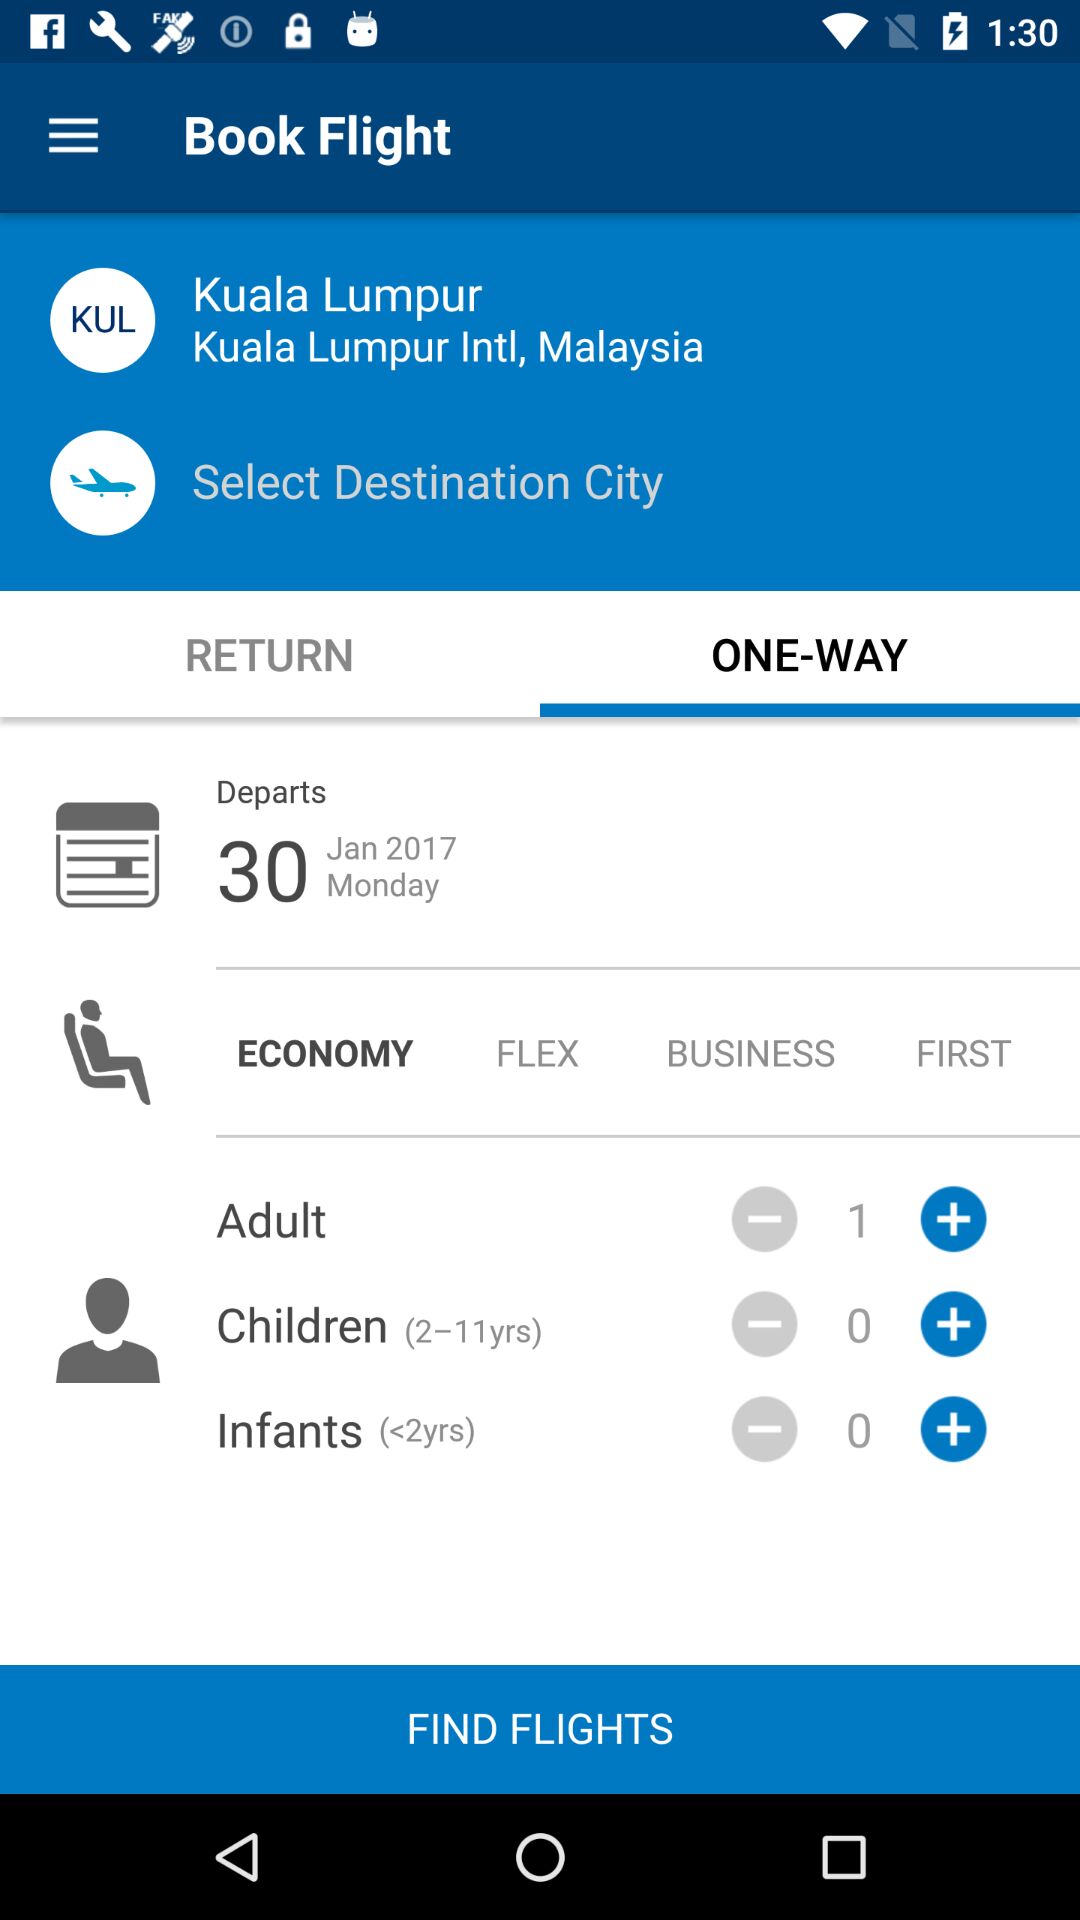 FAKE
1:30
Book Flight
KUL
Kuala Lumpur
Kuala Lumpur Intl, Malaysia
Select Destination City
RETURN
ONE-WAY
Departs
30
Jan 2017
Monday
ECONOMY FLEX BUSINESS FIRST
Adult 1
Children (2–11yrs) 0
Infants (<2yrs) 0
FIND FLIGHTS